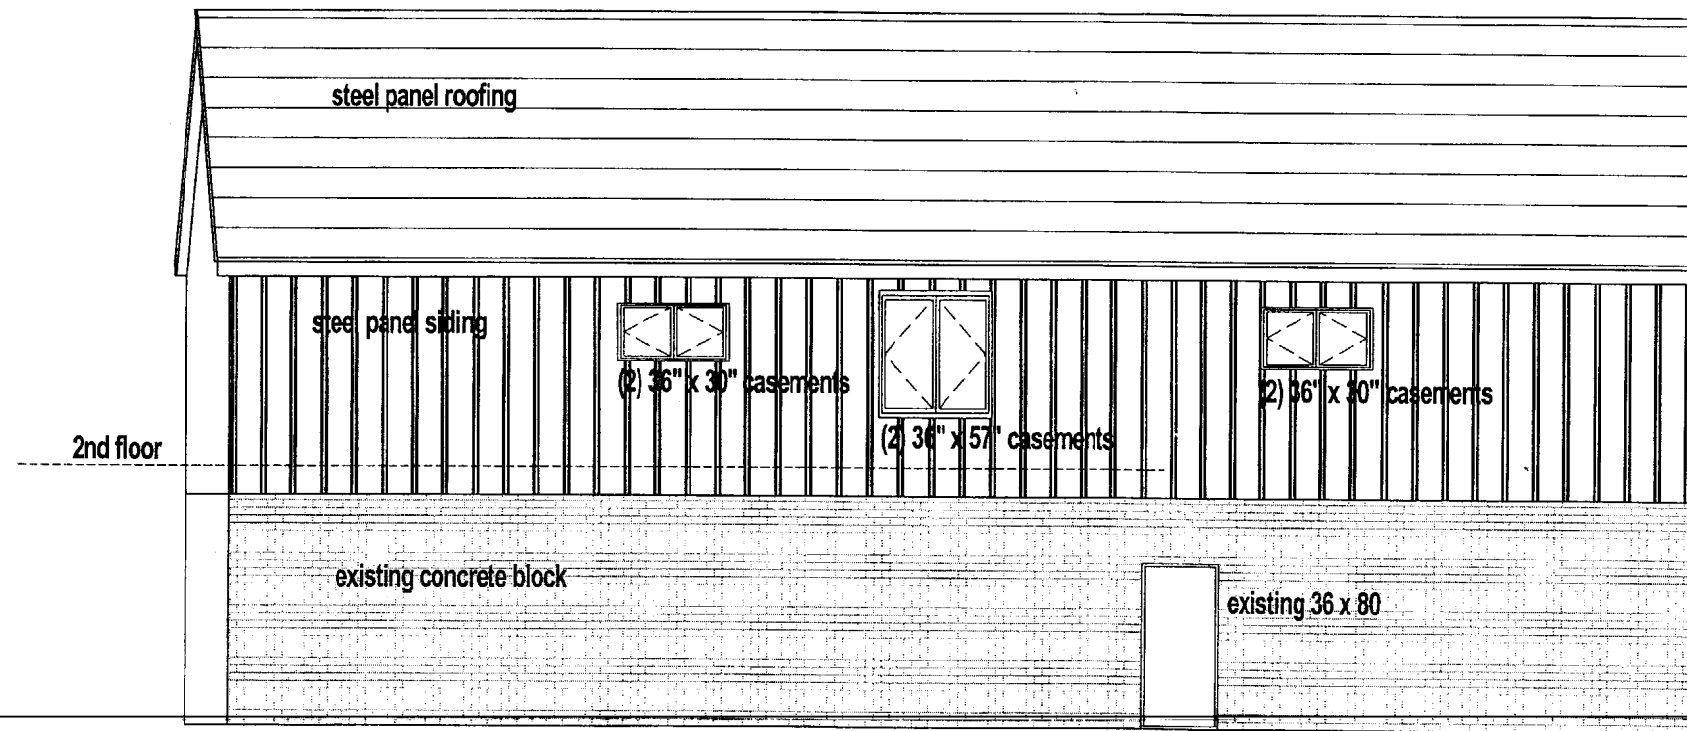 steel panel roofing
steel panel siding
(2) 36" x 30" casements
(2) 36" x 30" casements
(2) 36" x 57" casements
2nd floor
existing concrete block
existing 36 x 80